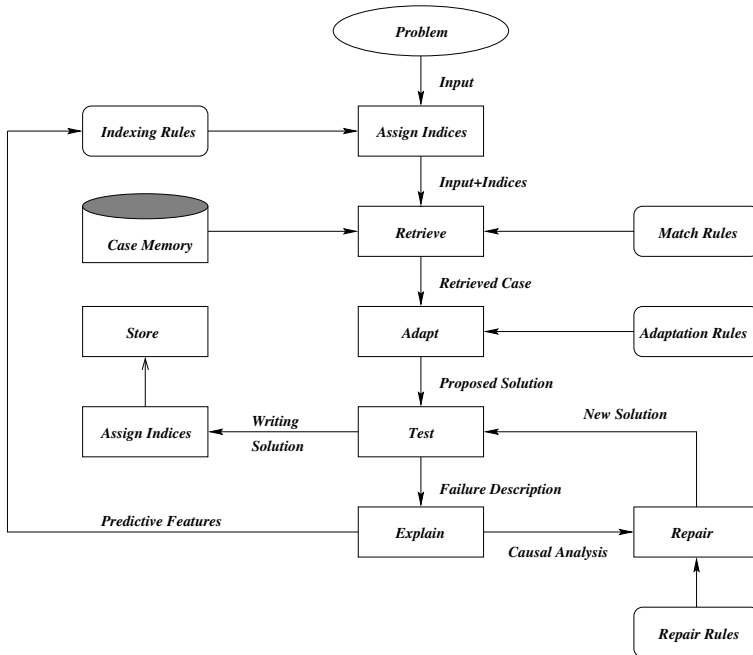 Problem
Input
Indexing Rules
Assign Indices
Input+Indices
Case Memory
Retrieve
Match Rules
Retrieved Case
Store
Adapt
Adaptation Rules
Proposed Solution
New Solution
Assign Indices
Writing
Solution
Test
Failure Description
Predictive Features
Explain
Causal Analysis
Repair
Repair Rules